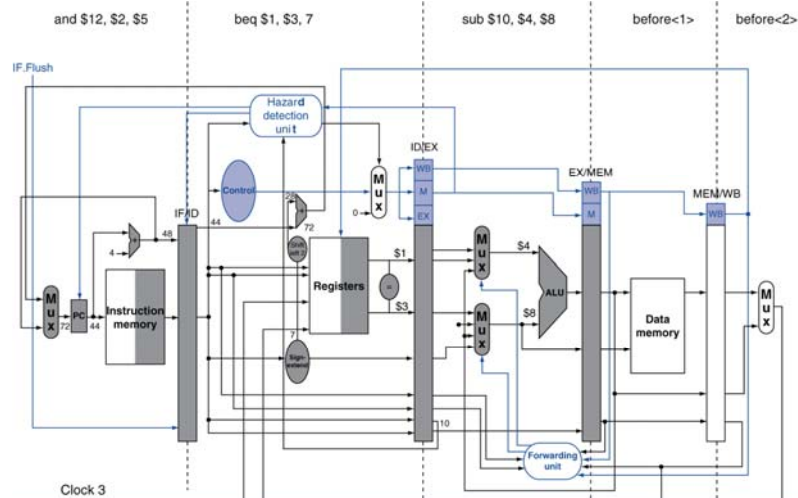 and $12, $2, $5
beq $1, $3, 7
sub $10, $4, $8
before<1>
before<2>
IF.Flush
Hazard
detection
unit
ID/EX
WB
M
EX
EX/MEM
WB
M
MEM/WB
WB
Control
Mux
0
IF/ID
44
28
72
+
Shift
left 2
48
4
+
Mux
72
PC
44
Instruction
memory
Registers
$1
=
$3
Mux
$4
ALU
Mux
$8
Data
memory
Mux
7
Sign-
extend
10
Forwarding
unit
Clock 3